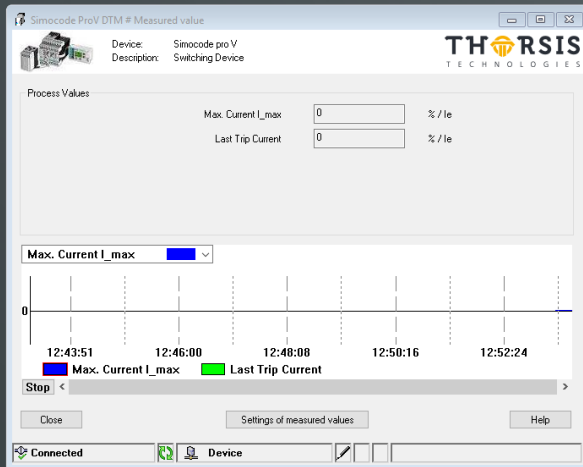 Simocode ProV DTM # Measured value
Device: Simocode pro V
Description: Switching Device
THORSIS
TECHNOLOGIES
Process Values
Max. Current I_max 0 % / Ie
Last Trip Current 0 % / Ie
Max. Current I_max
0
12:43:51 12:46:00 12:48:08 12:50:16 12:52:24
Max. Current I_max Last Trip Current
Stop < >
Close Settings of measured values Help
Connected Device